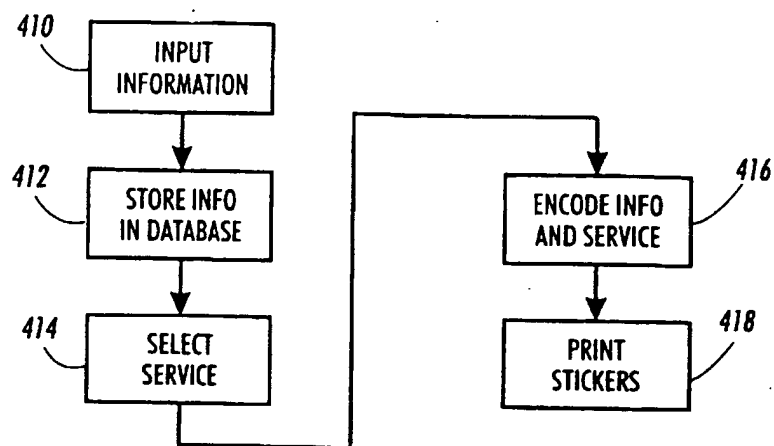 410
INPUT
INFORMATION
412
STORE INFO
IN DATABASE
414
SELECT
SERVICE
416
ENCODE INFO
AND SERVICE
418
PRINT
STICKERS